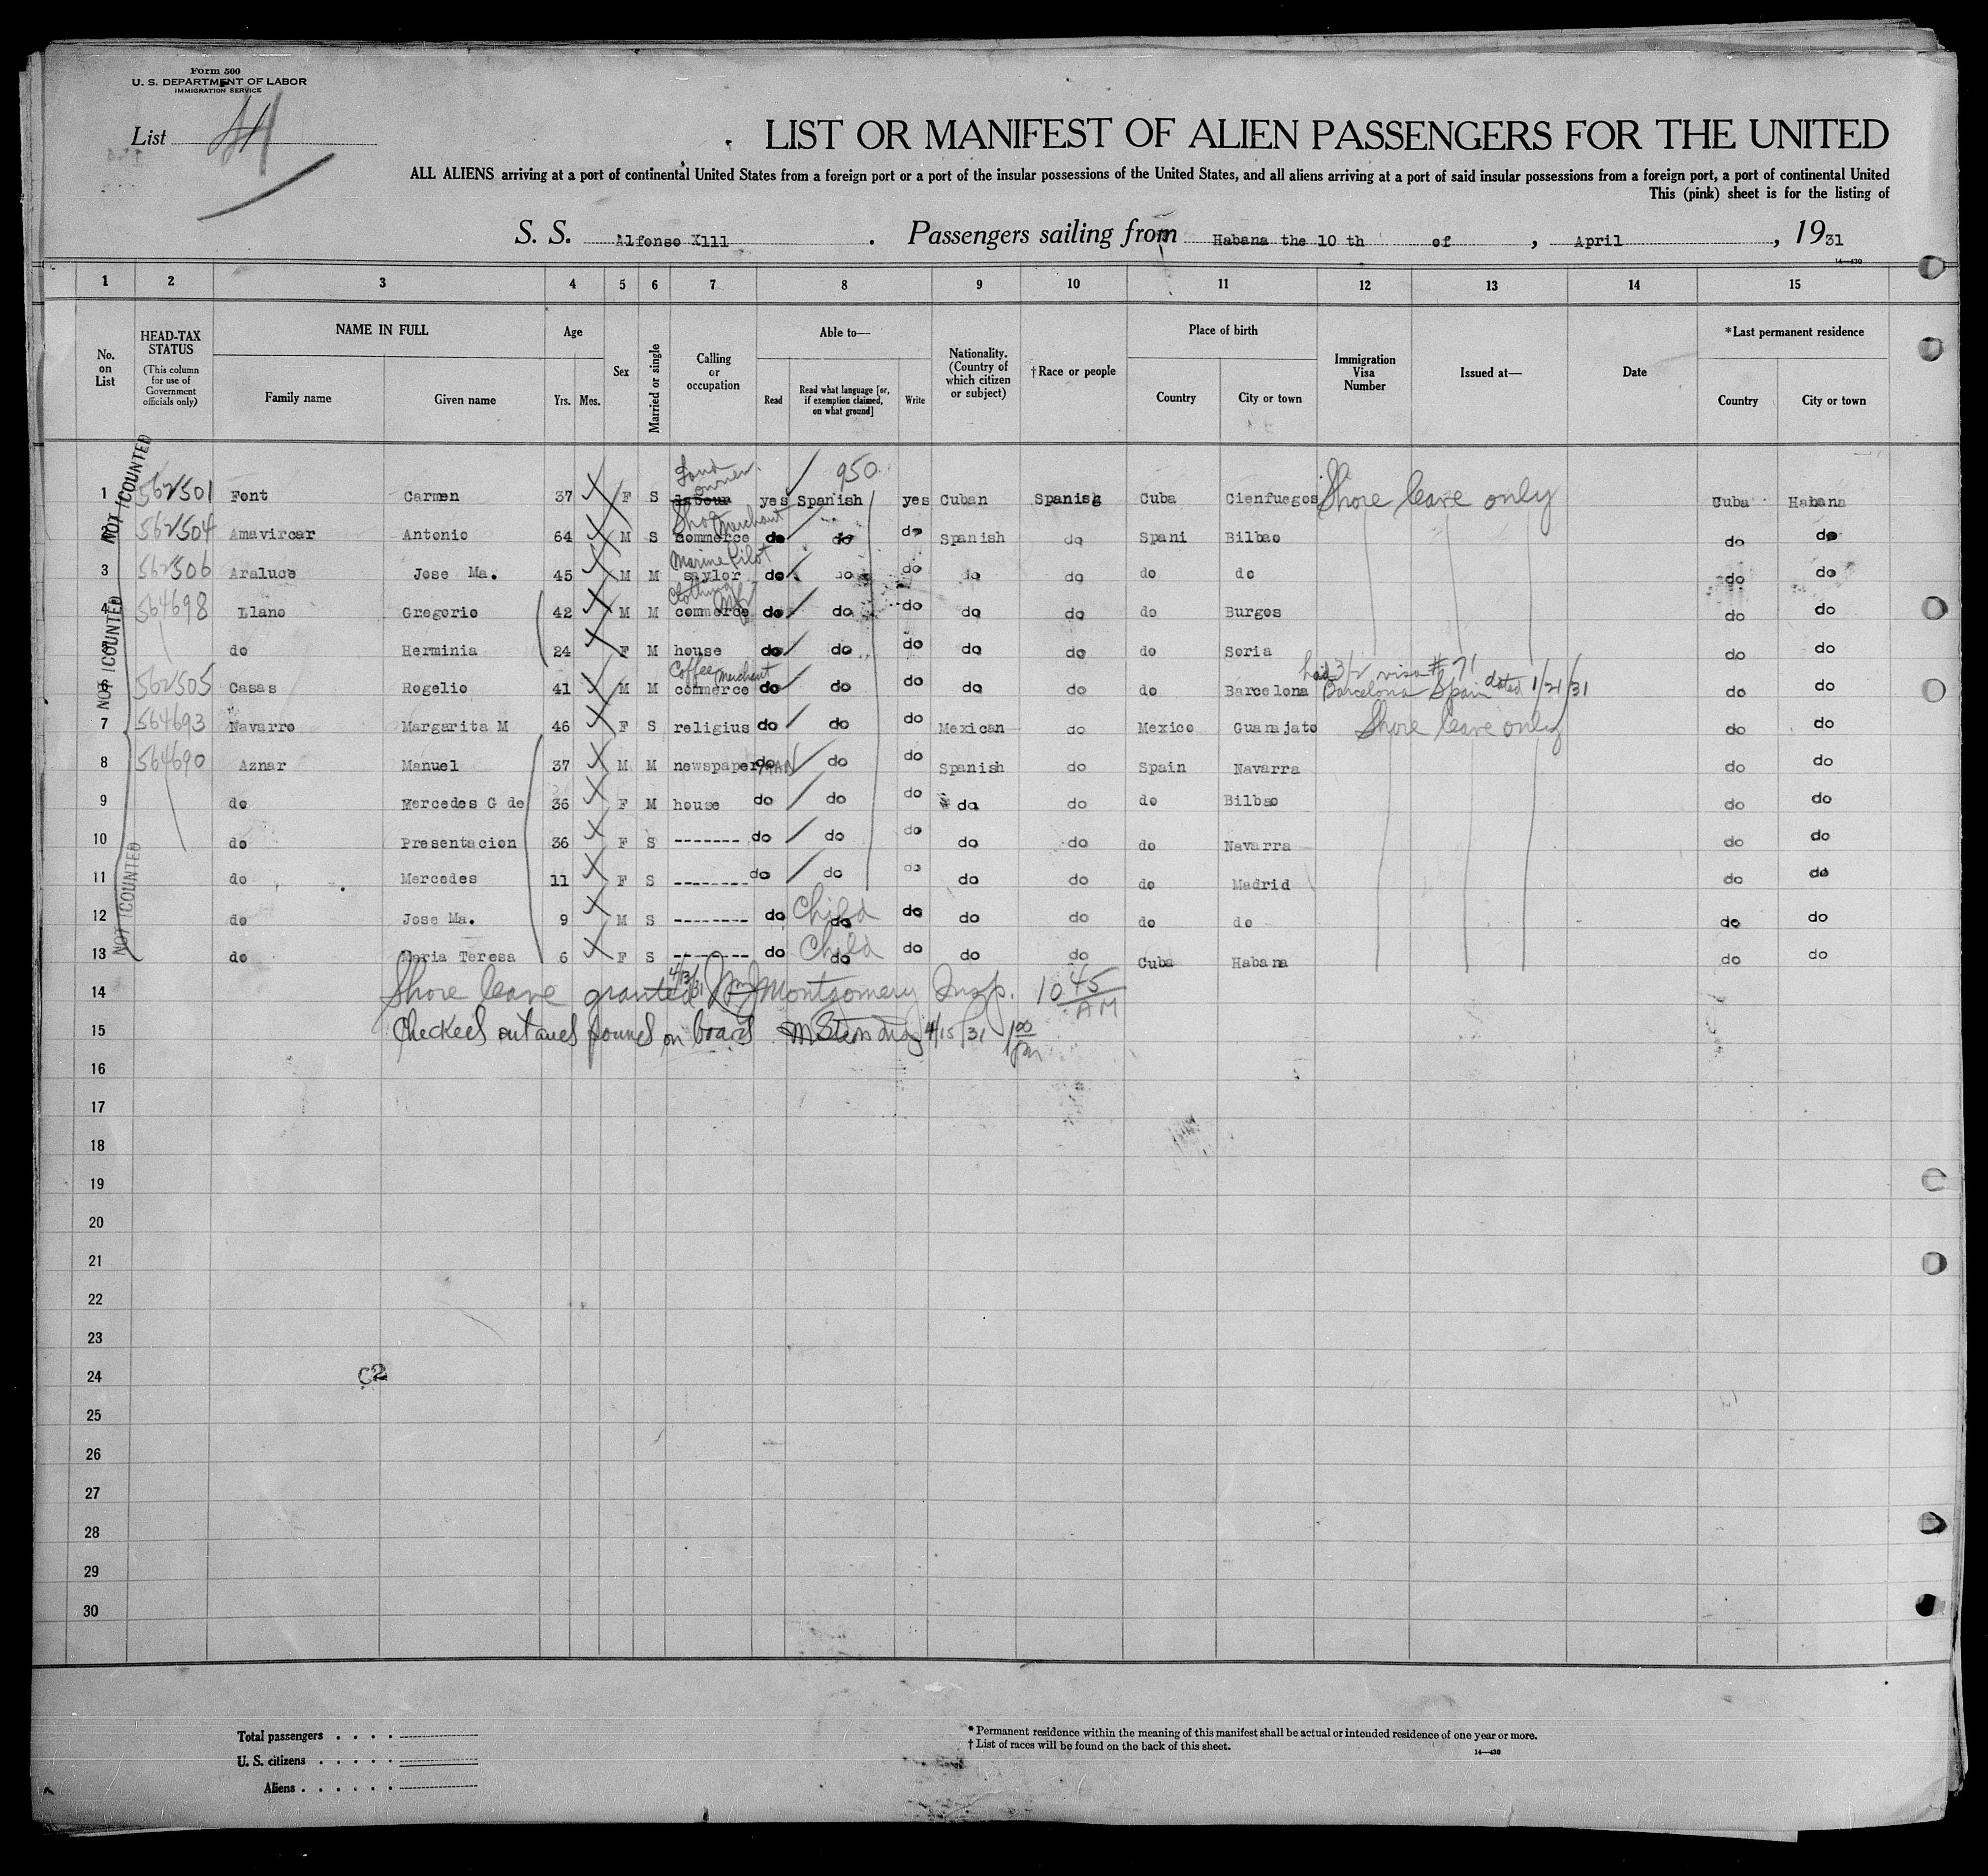 Form 500
U. S. DEPARTMENT OF LABOR
IMMIGRATION SERVICE
List
LIST OR MANIFEST OF ALIEN PASSENGERS FOR THE UNITED
ALL ALIENS arriving at a port of continental United States from a foreign port or a port of the insular possessions of the United States, and all aliens arriving at a port of said insular possessions from a foreign port, a port of continental United
This (pink) sheet is for the listing of
S. S. Alfonso Xlll . Passengers sailing from Habana the 10 th of , April , 1931
14—430
1 2 3 4 5 6 7 8 9 10 11 12 13 14 15
No. on List HEAD-TAX STATUS (This column for use of Government officials only) NAME IN FULL Family name Given name Age Yrs. Mos. Sex Married or single Calling or occupation Able to— Read Read what language [or, if exemption claimed, on what ground] Write Nationality. (Country of which citizen or subject) †Race or people Place of birth Country City or town Immigration Visa Number Issued at— Date *Last permanent residence Country City or town
NOT COUNTED
NOT COUNTED
NOT COUNTED
Land owner 950
1 562501 Font Carmen 37 F S yes Spanish yes Cuban Spanish Cuba Cienfuegos Shore leave only Cuba Habana
Shoe merchant
2 562504 Amavircar Antonio 64 M S commerce do do do Spanish do Spani Bilbao do do
Marine Pilot
3 562506 Araluce Jose Ma. 45 M M saylor do do do do do do do do do
Clothing
4 564698 Llano Gregorio 42 M M commerce do do do do do do Burgos do do
5 do Herminia 24 F M house do do do do do do Soria do do
Coffee merchant had 3/2 visa # 71
6 562505 Casas Rogelio 41 M M commerce do do do do do do Barcelona Barcelona Spain dated 1/21/31 do do
7 564693 Navarro Margarita M 46 F S religius do do do Mexican do Mexico Guanajato Shore leave only do do
8 564690 Aznar Manuel 37 M M newspaper MAN do do do Spanish do Spain Navarra do do
9 do Mercedes G de 36 F M house do do do do do do Bilbao do do
10 do Presentacion 36 F S ------- do do do do do do Navarra do do
11 do Mercedes 11 F S -------- do do do do do do Madrid do do
12 do Jose Ma. 9 M S -------- do Child do do do do do do do do
13 do Maria Teresa 6 F S -------- do Child do do do do Cuba Habana do do
14 Shore leave granted 4/13/31 Montgomery Insp. 10 45 AM
15 Checked out and found on board 4/15/31 1 00 pm
16
17
18
19
20
21
22
23
24 C2
25
26
27
28
29
30
Total passengers . . . .
U. S. citizens . . . . .
Aliens . . . . . .
* Permanent residence within the meaning of this manifest shall be actual or intended residence of one year or more.
† List of races will be found on the back of this sheet.
14—430